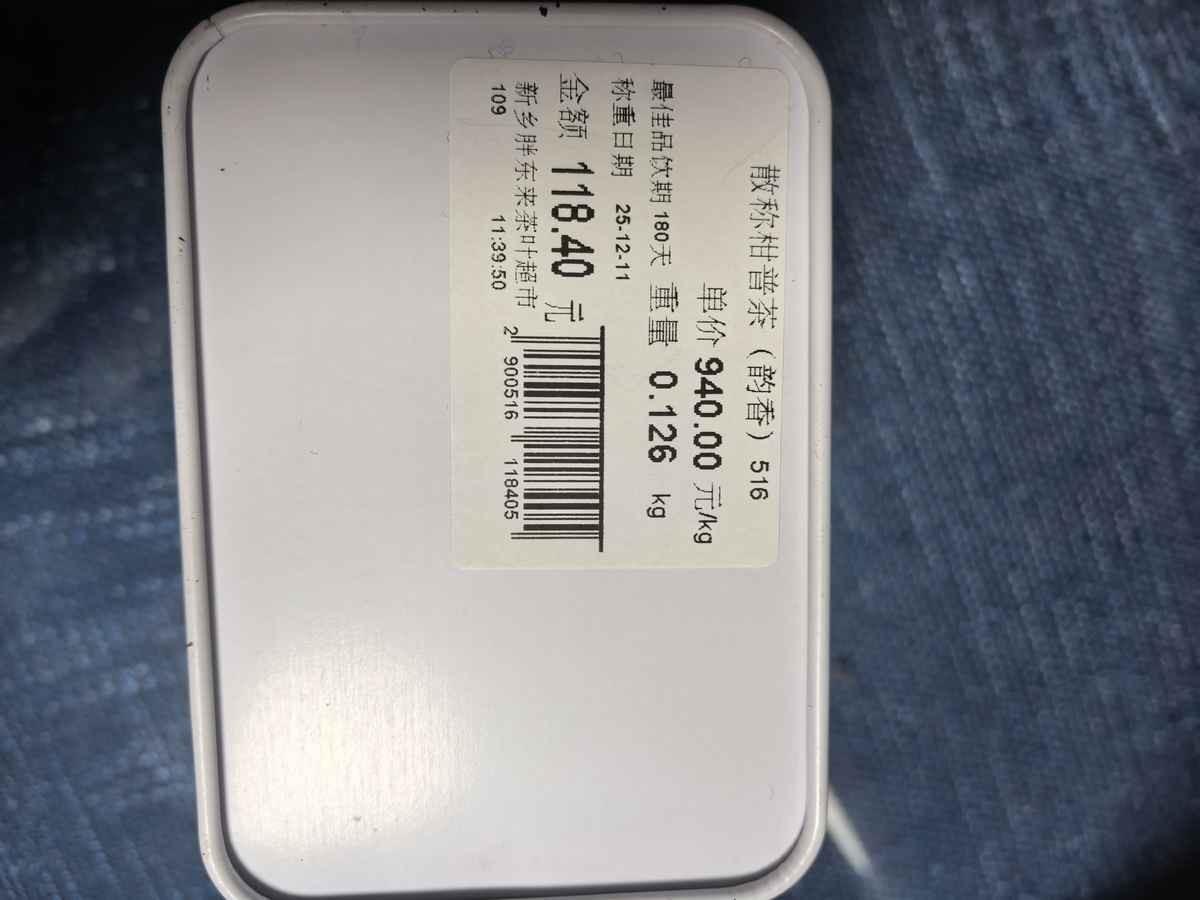 散称柑普茶（韵香）516
单价 940.00 元/kg
最佳品饮期 180天 重量 0.126 kg
称重日期 25-12-11
金额 118.40 元
新乡胖东来茶叶超市
109 11:39:50
2 900516 118405